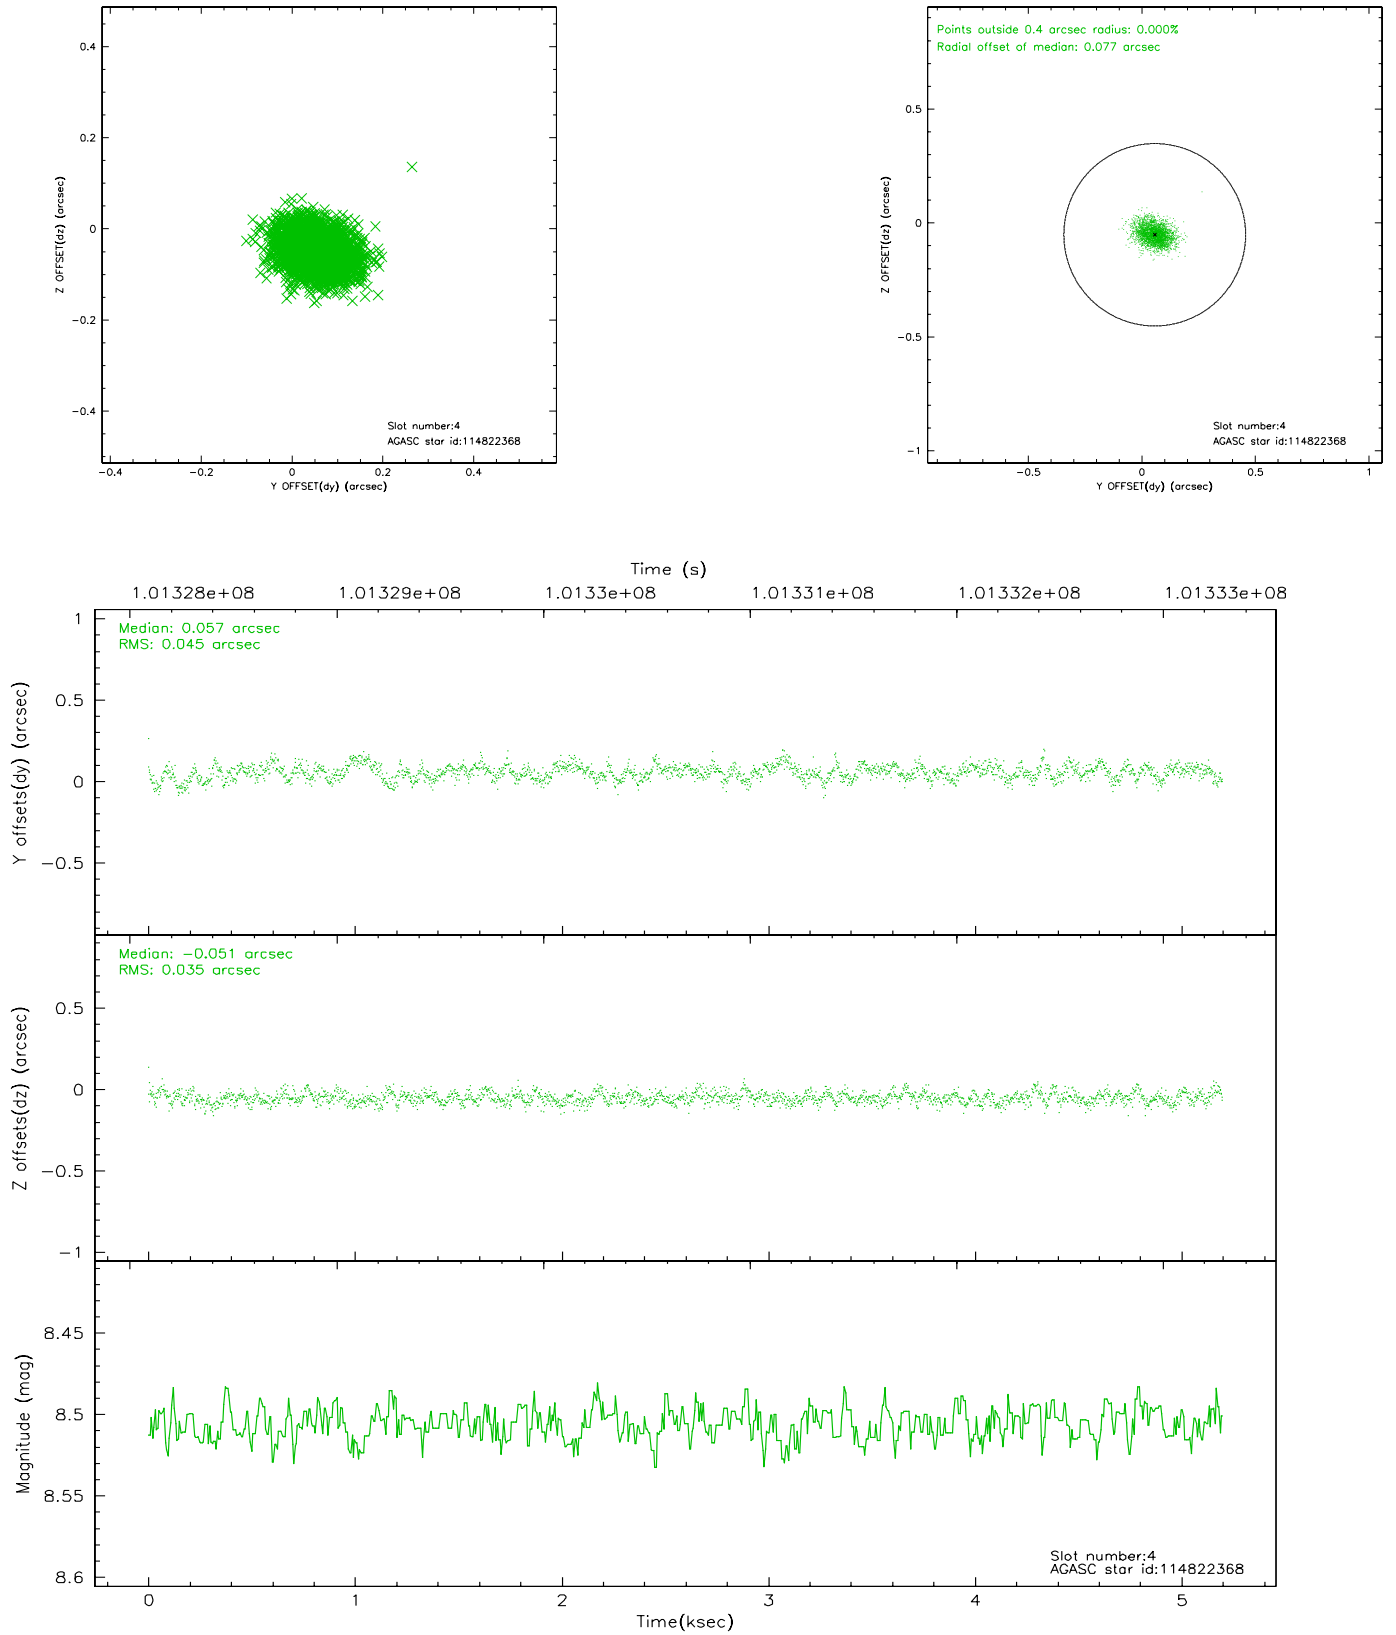 0.4
0.2
0
-0.2
-0.4
Z OFFSET(dz) (arcsec)
-0.4 -0.2 0 0.2 0.4
Y OFFSET(dy) (arcsec)
Slot number:4
AGASC star id:114822368
Points outside 0.4 arcsec radius: 0.000%
Radial offset of median: 0.077 arcsec
0.5
0
-0.5
-1
Z OFFSET(dz) (arcsec)
-0.5 0 0.5 1
Y OFFSET(dy) (arcsec)
Slot number:4
AGASC star id:114822368
Time (s)
1.01328e+08 1.01329e+08 1.0133e+08 1.01331e+08 1.01332e+08 1.01333e+08
Median: 0.057 arcsec
RMS: 0.045 arcsec
1
0.5
0
-0.5
Y offsets(dy) (arcsec)
Median: -0.051 arcsec
RMS: 0.035 arcsec
0.5
0
-0.5
-1
Z offsets(dz) (arcsec)
8.45
8.5
8.55
8.6
Magnitude (mag)
Slot number:4
AGASC star id:114822368
0 1 2 3 4 5
Time(ksec)